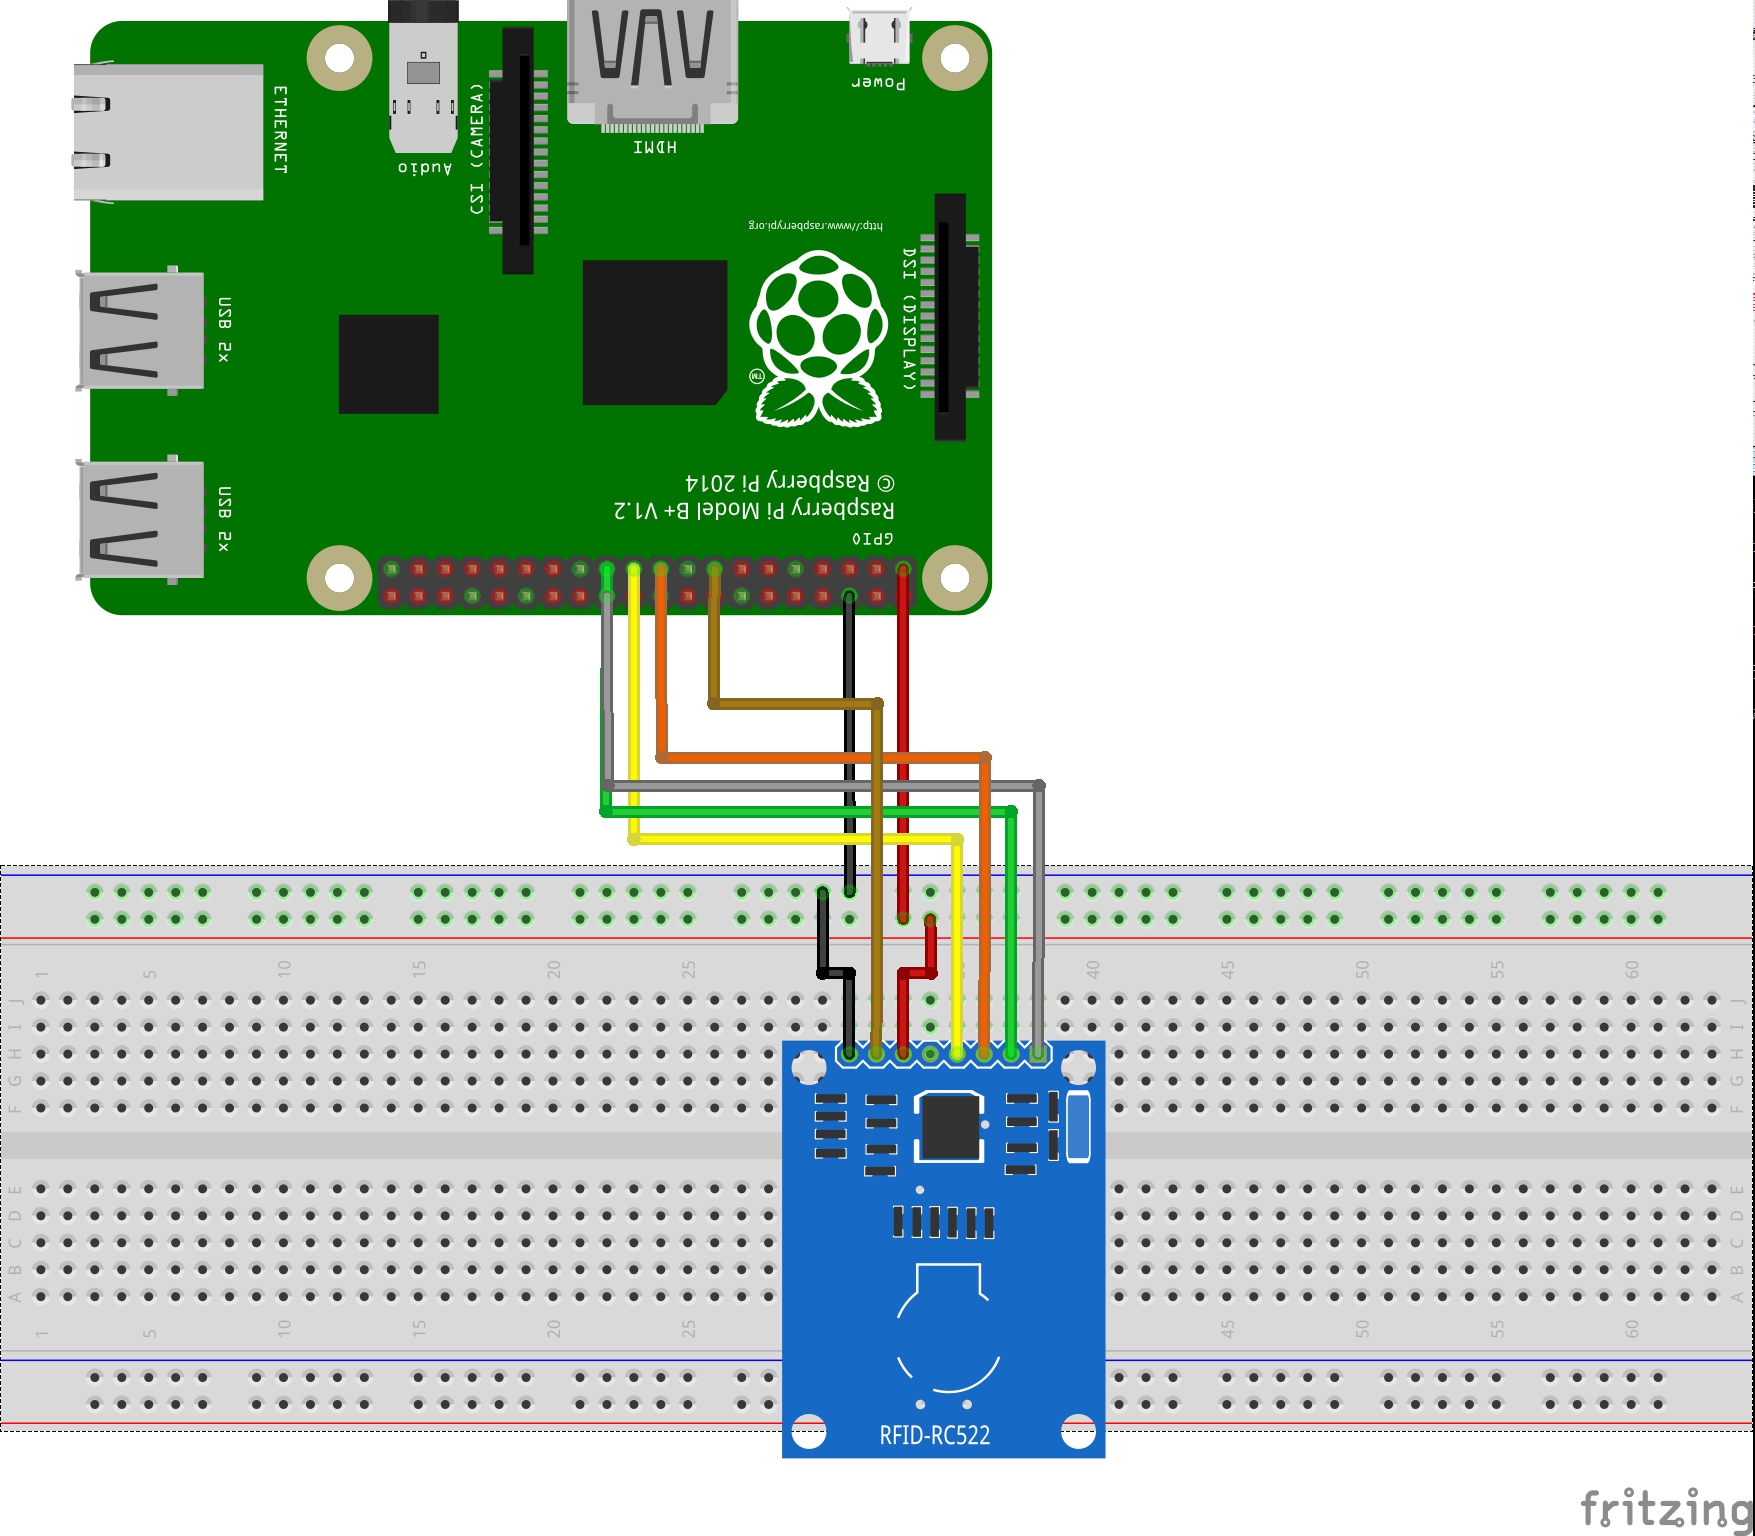 Power
ETHERNET
HDMI
Audio
CSI (CAMERA)
http://www.raspberrypi.org
DSI (DISPLAY)
USB 2x
TM
© Raspberry Pi 2014
Raspberry Pi Model B+ V1.2
USB 2x
GPIO
1 5 10 15 20 25 40 45 50 55 60
J J
I I
H H
G G
F F
E E
D D
C C
B B
A A
1 5 10 15 20 25 45 50 55 60
RFID-RC522
fritzing